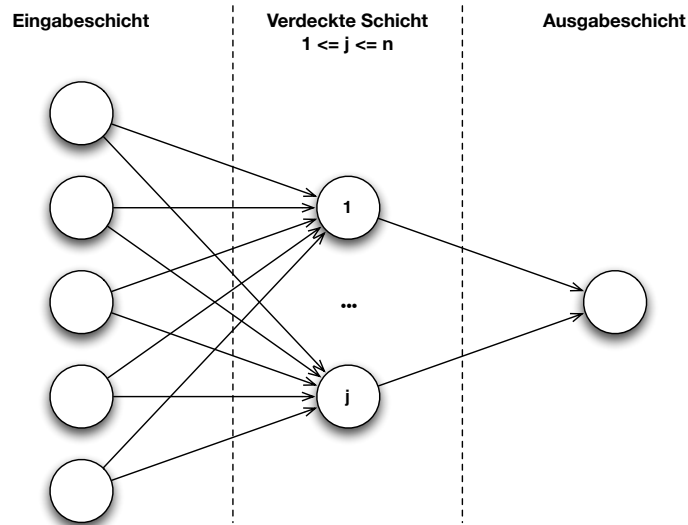 Eingabeschicht
Verdeckte Schicht
1 <= j <= n
Ausgabeschicht
1
...
j